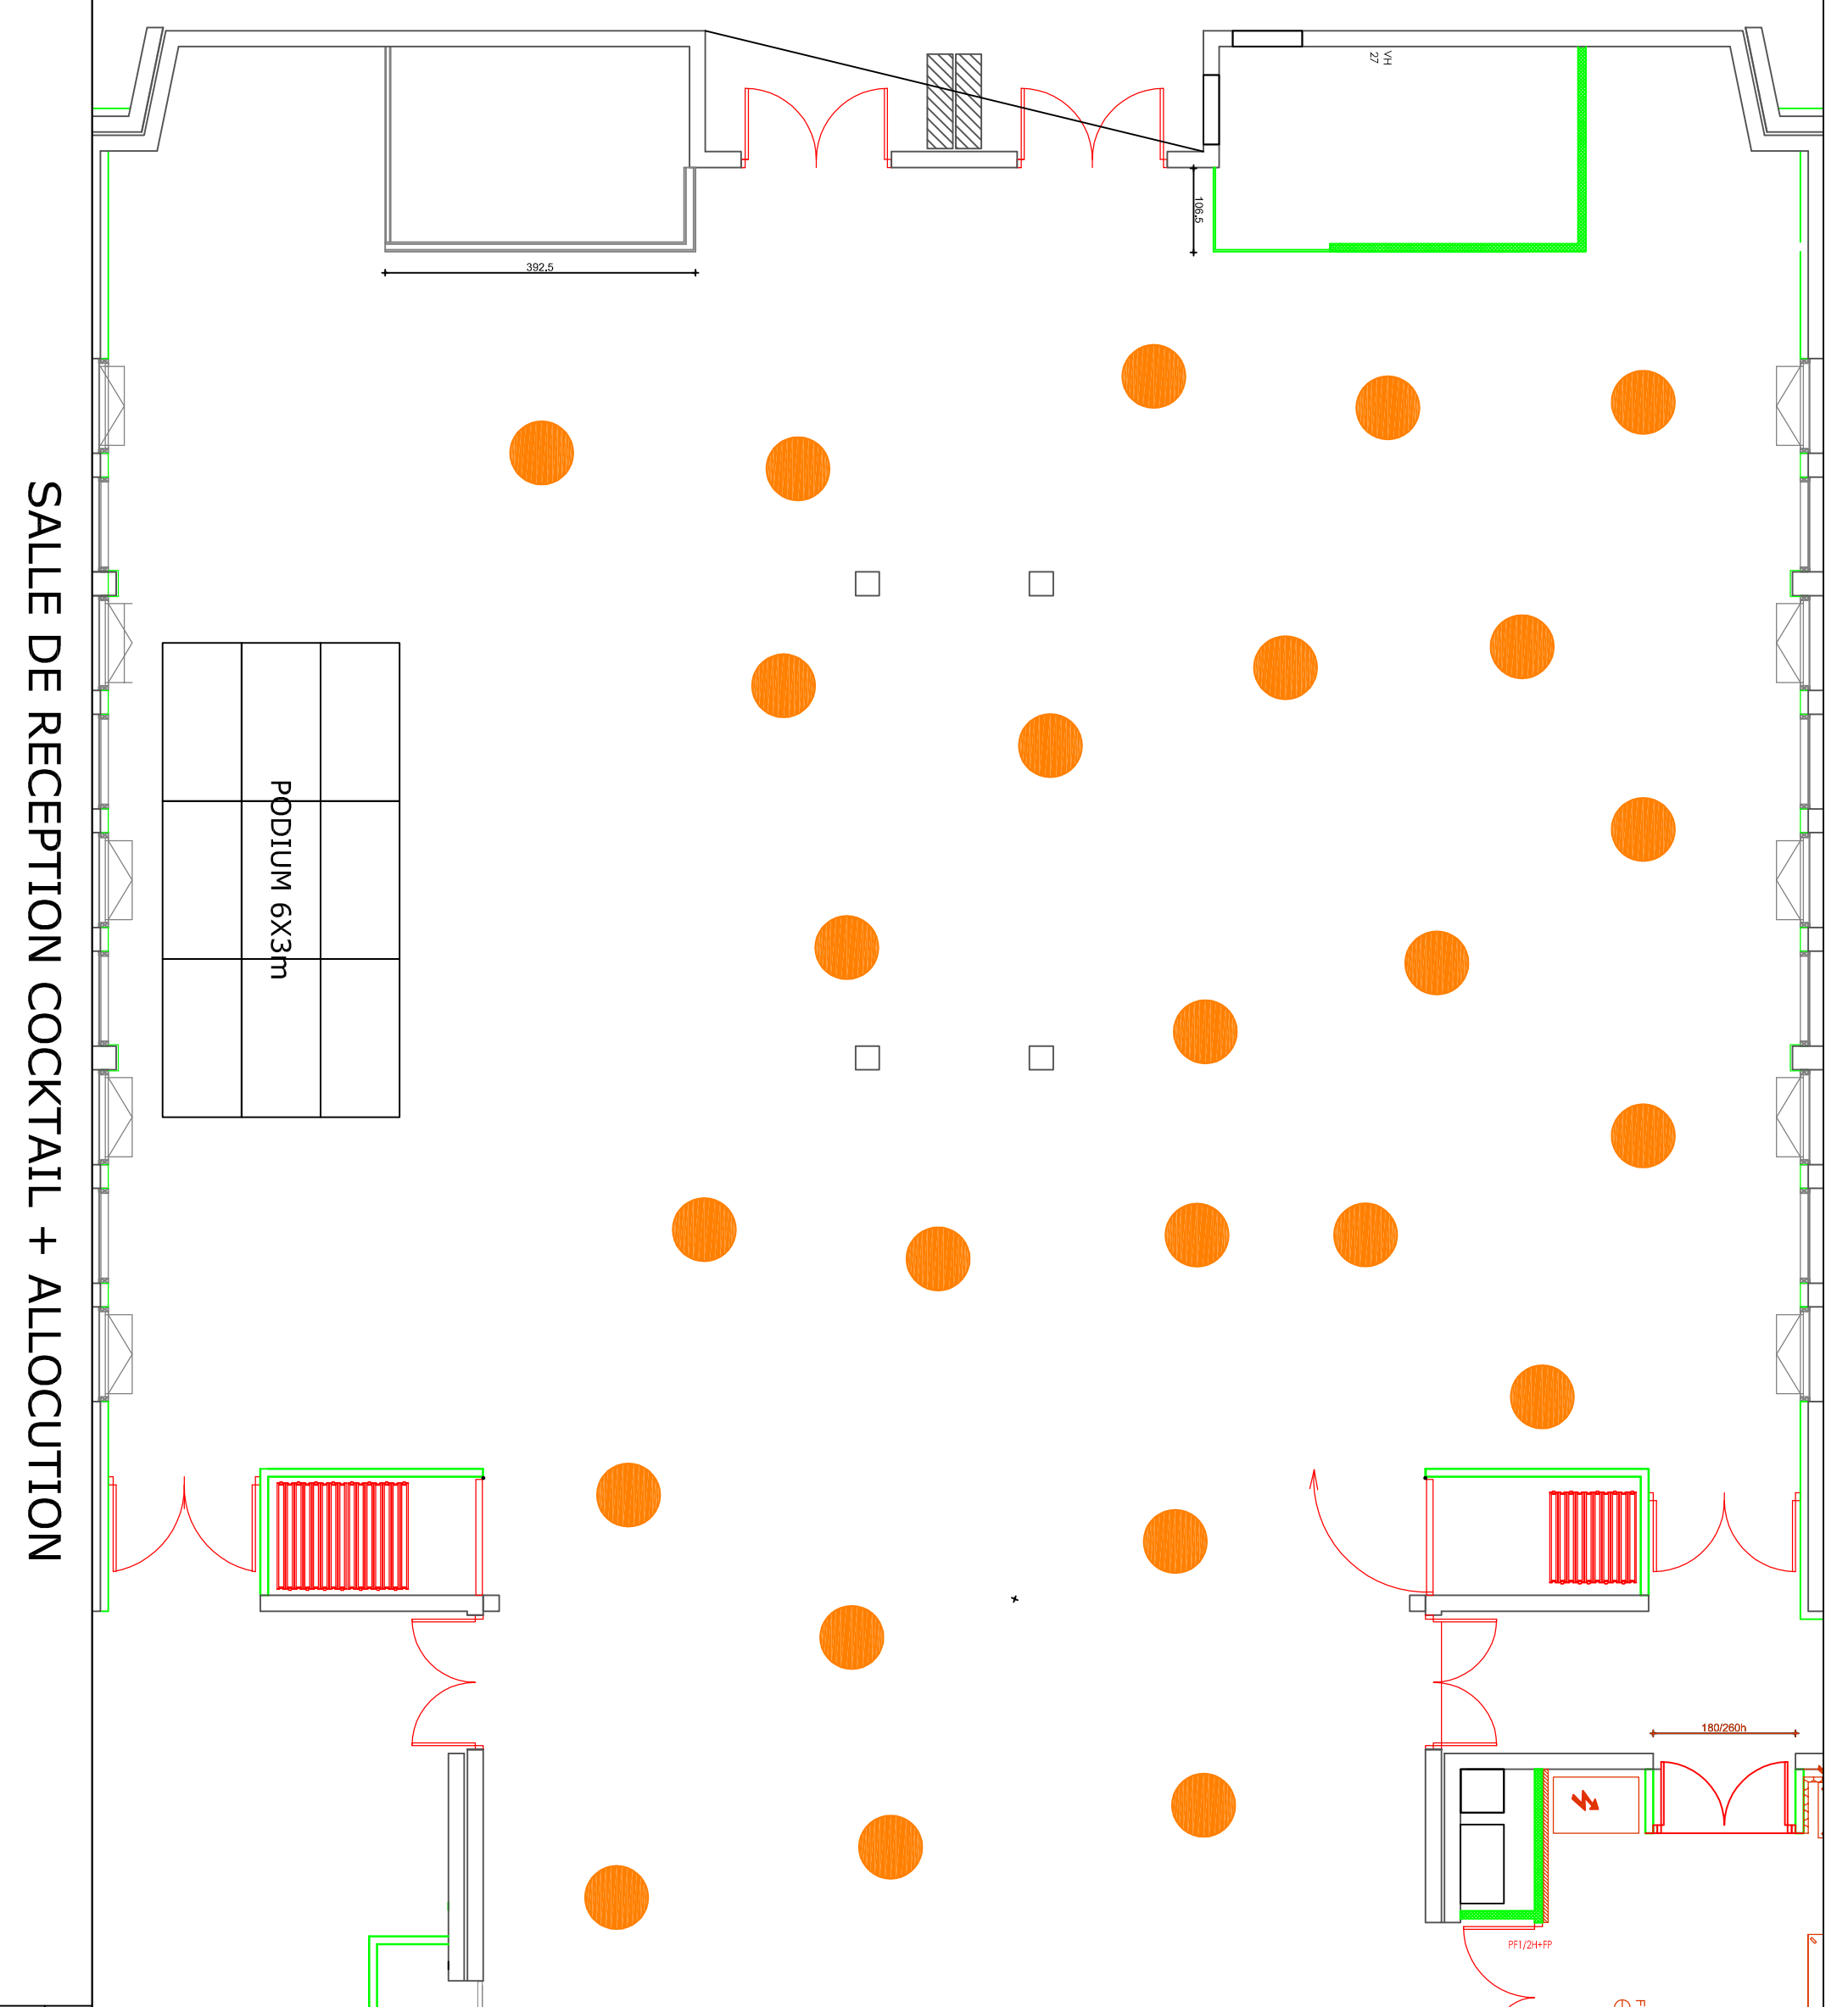 VH
27
106,5
392,5
SALLE DE RECEPTION COCKTAIL + ALLOCUTION
PODIUM 6X3m
180/260h
PF1/2H+FP